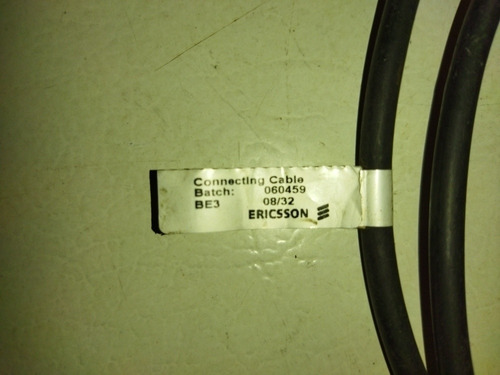 Connecting Cable
Batch: 060459
BE3 08/32
ERICSSON